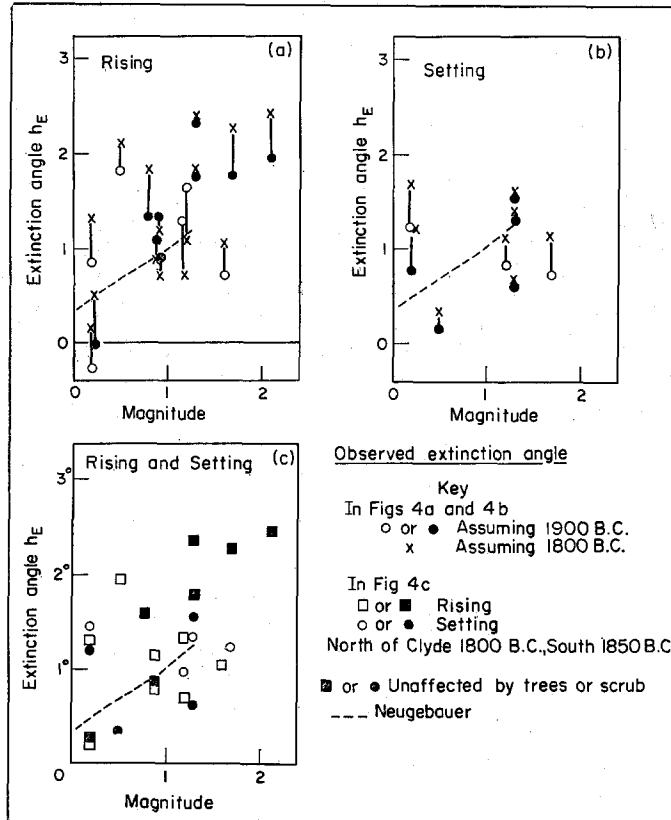 (a)
Rising
Extinction angle hE
3
2
1
0
0
1
2
Magnitude
(b)
Setting
Extinction angle hE
3
2
1
0
0
1
2
Magnitude
(c)
Rising and Setting
Extinction angle hE
3°
2°
1°
0
1
2
Magnitude
Observed extinction angle
Key
In Figs 4a and 4b
○ or ● Assuming 1900 B.C.
x Assuming 1800 B.C.
In Fig 4c
□ or ■ Rising
○ or ● Setting
North of Clyde 1800 B.C., South 1850 B.C
■ or ● Unaffected by trees or scrub
--- Neugebauer